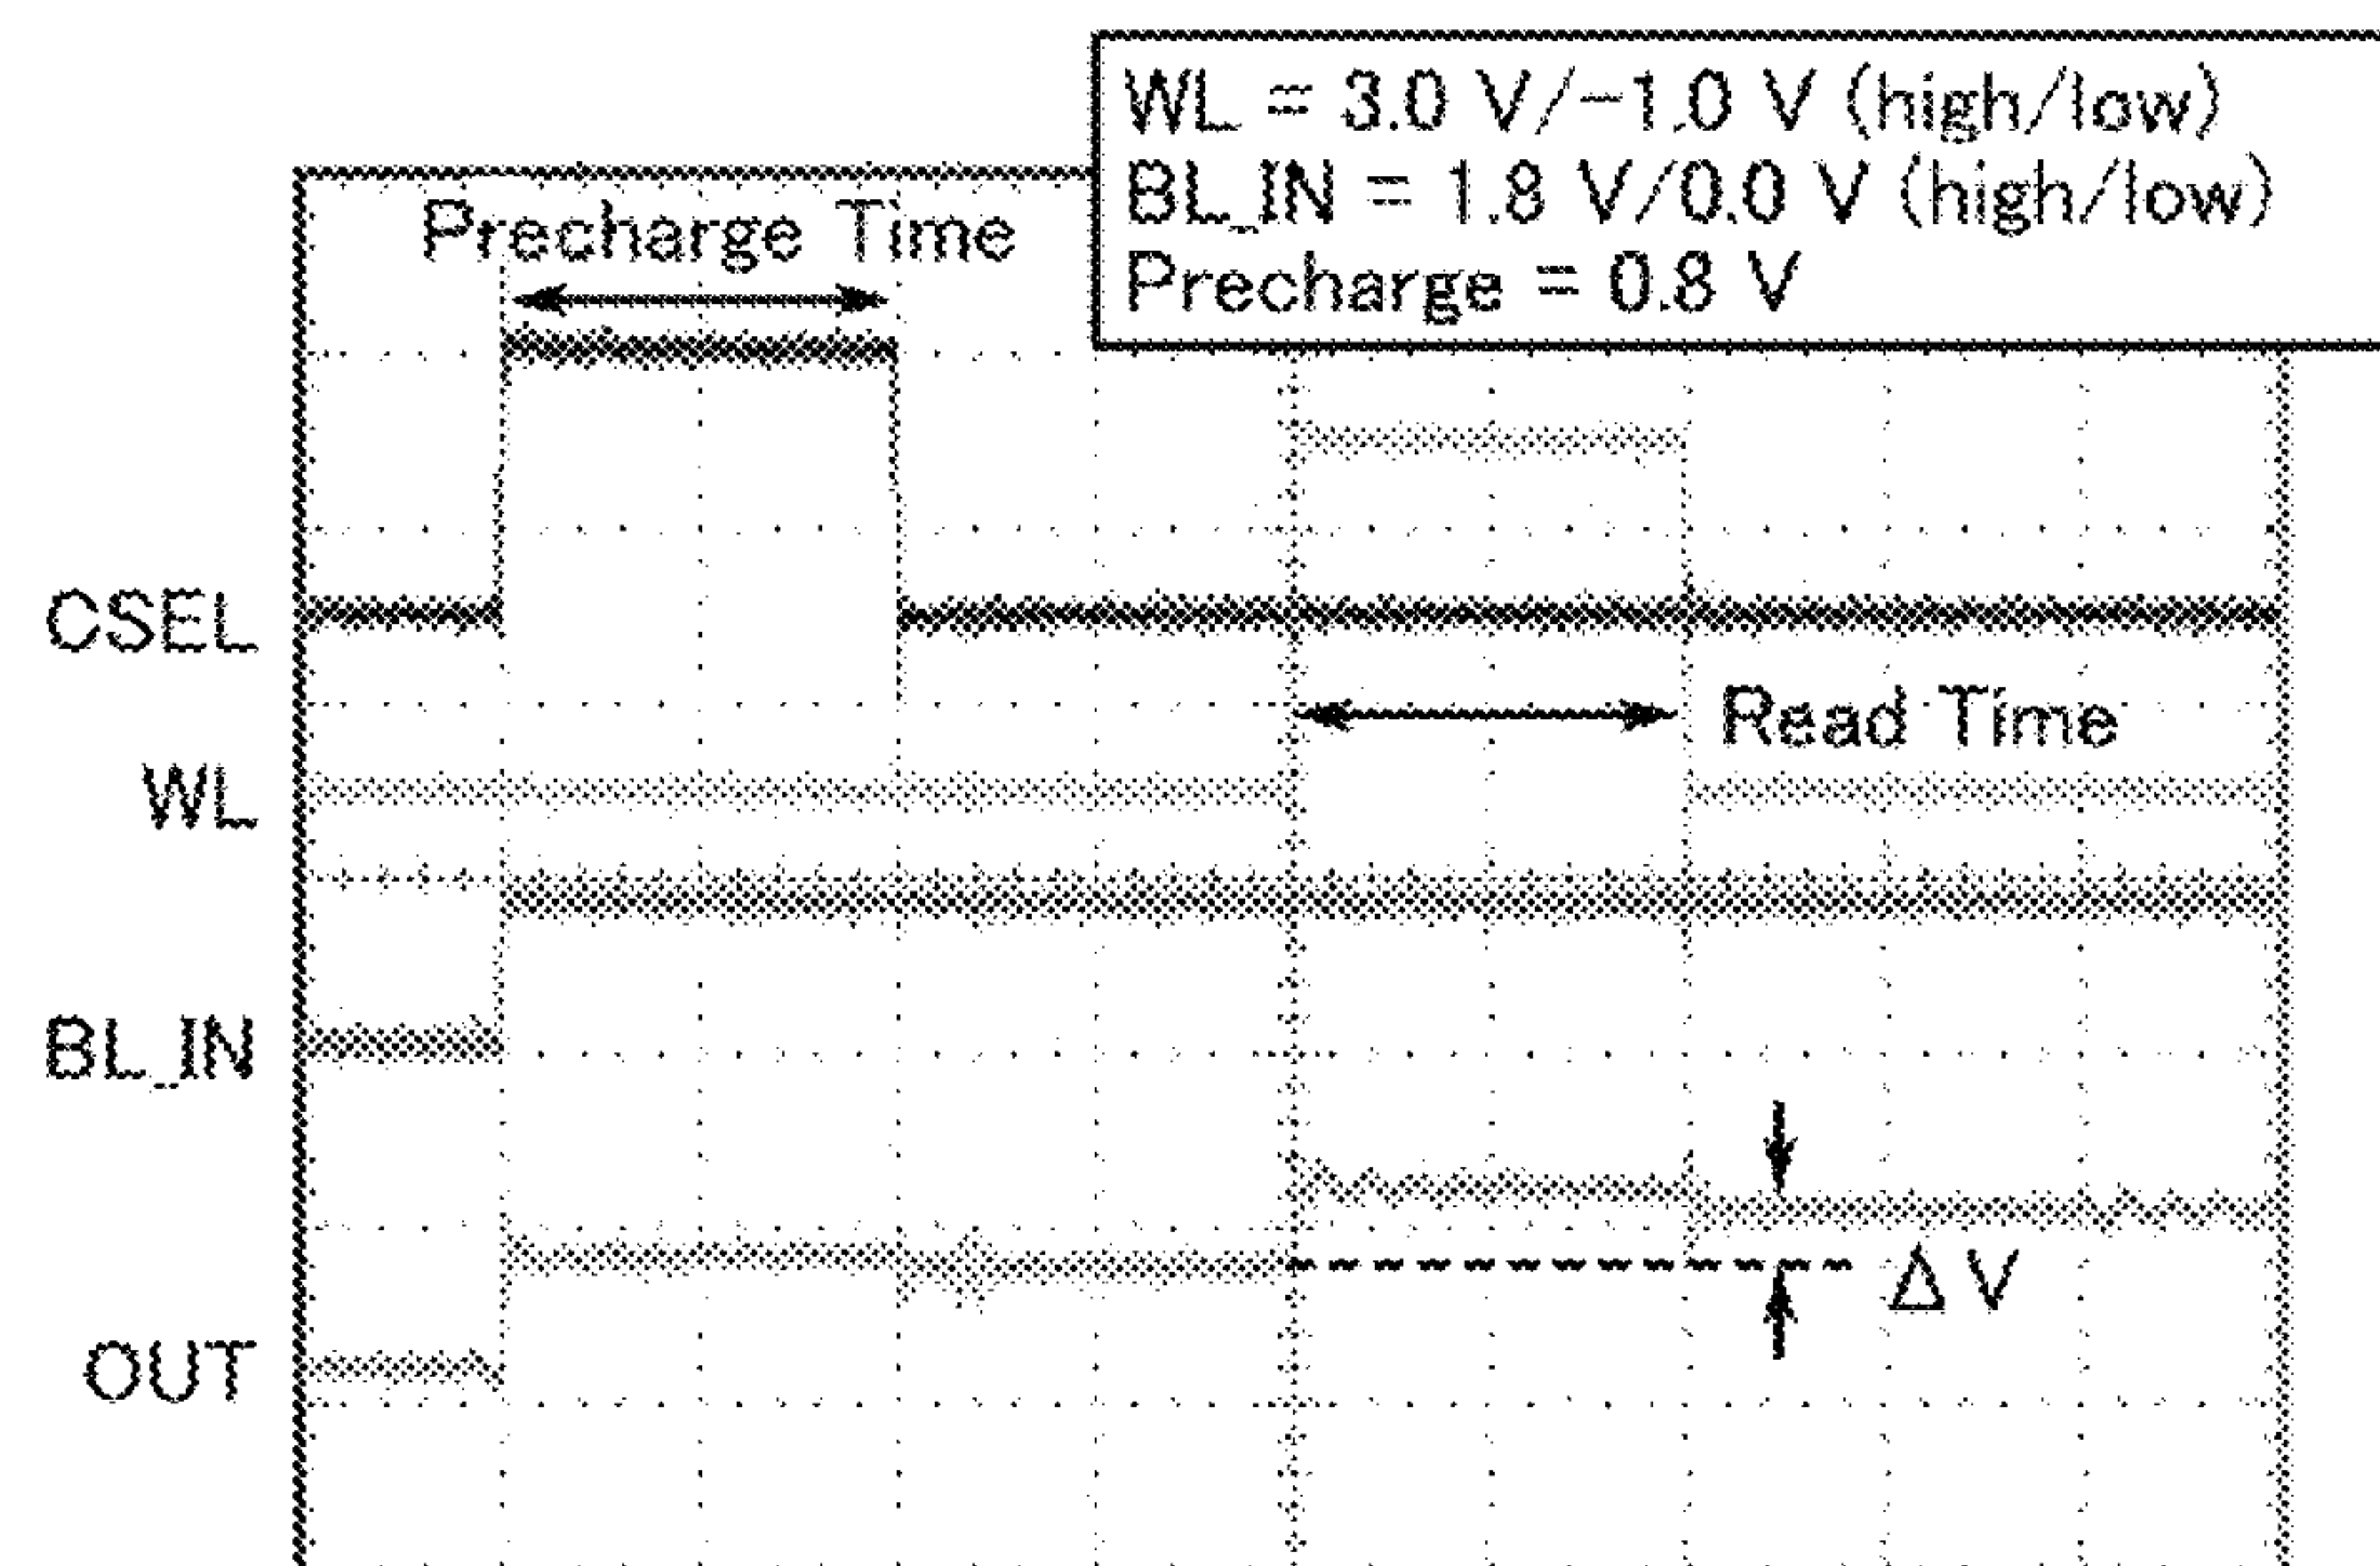 WL = 3.0 V/-1.0 V (high/low)
BL_IN = 1.8 V/0.0 V (high/low)
Precharge = 0.8 V
Precharge Time
CSEL
Read Time
WL
BL_IN
ΔV
OUT